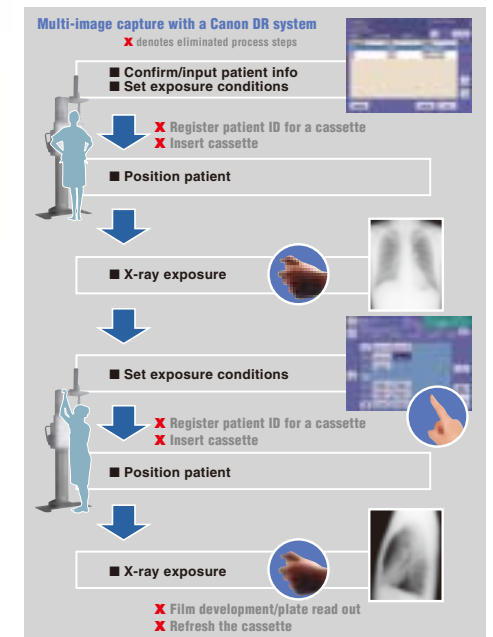 Multi-image capture with a Canon DR system
X denotes eliminated process steps
■ Confirm/input patient info
■ Set exposure conditions
X Register patient ID for a cassette
X Insert cassette
■ Position patient
■ X-ray exposure
■ Set exposure conditions
X Register patient ID for a cassette
X Insert cassette
■ Position patient
■ X-ray exposure
X Film development/plate read out
X Refresh the cassette